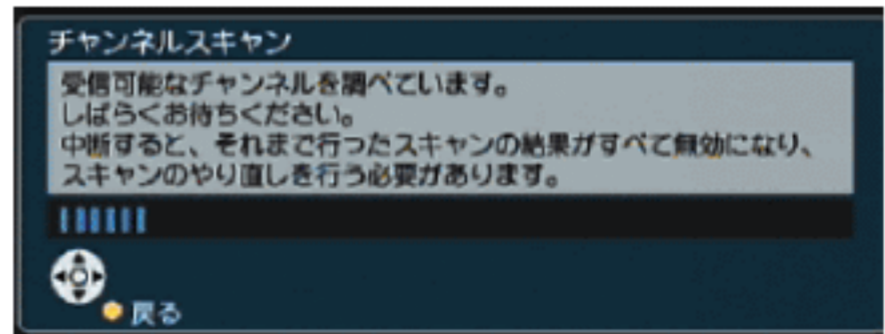 チャンネルスキャン
受信可能なチャンネルを調べています。
しばらくお待ちください。
中断すると、それまで行ったスキャンの結果がすべて無効になり、
スキャンのやり直しを行う必要があります。
戻る